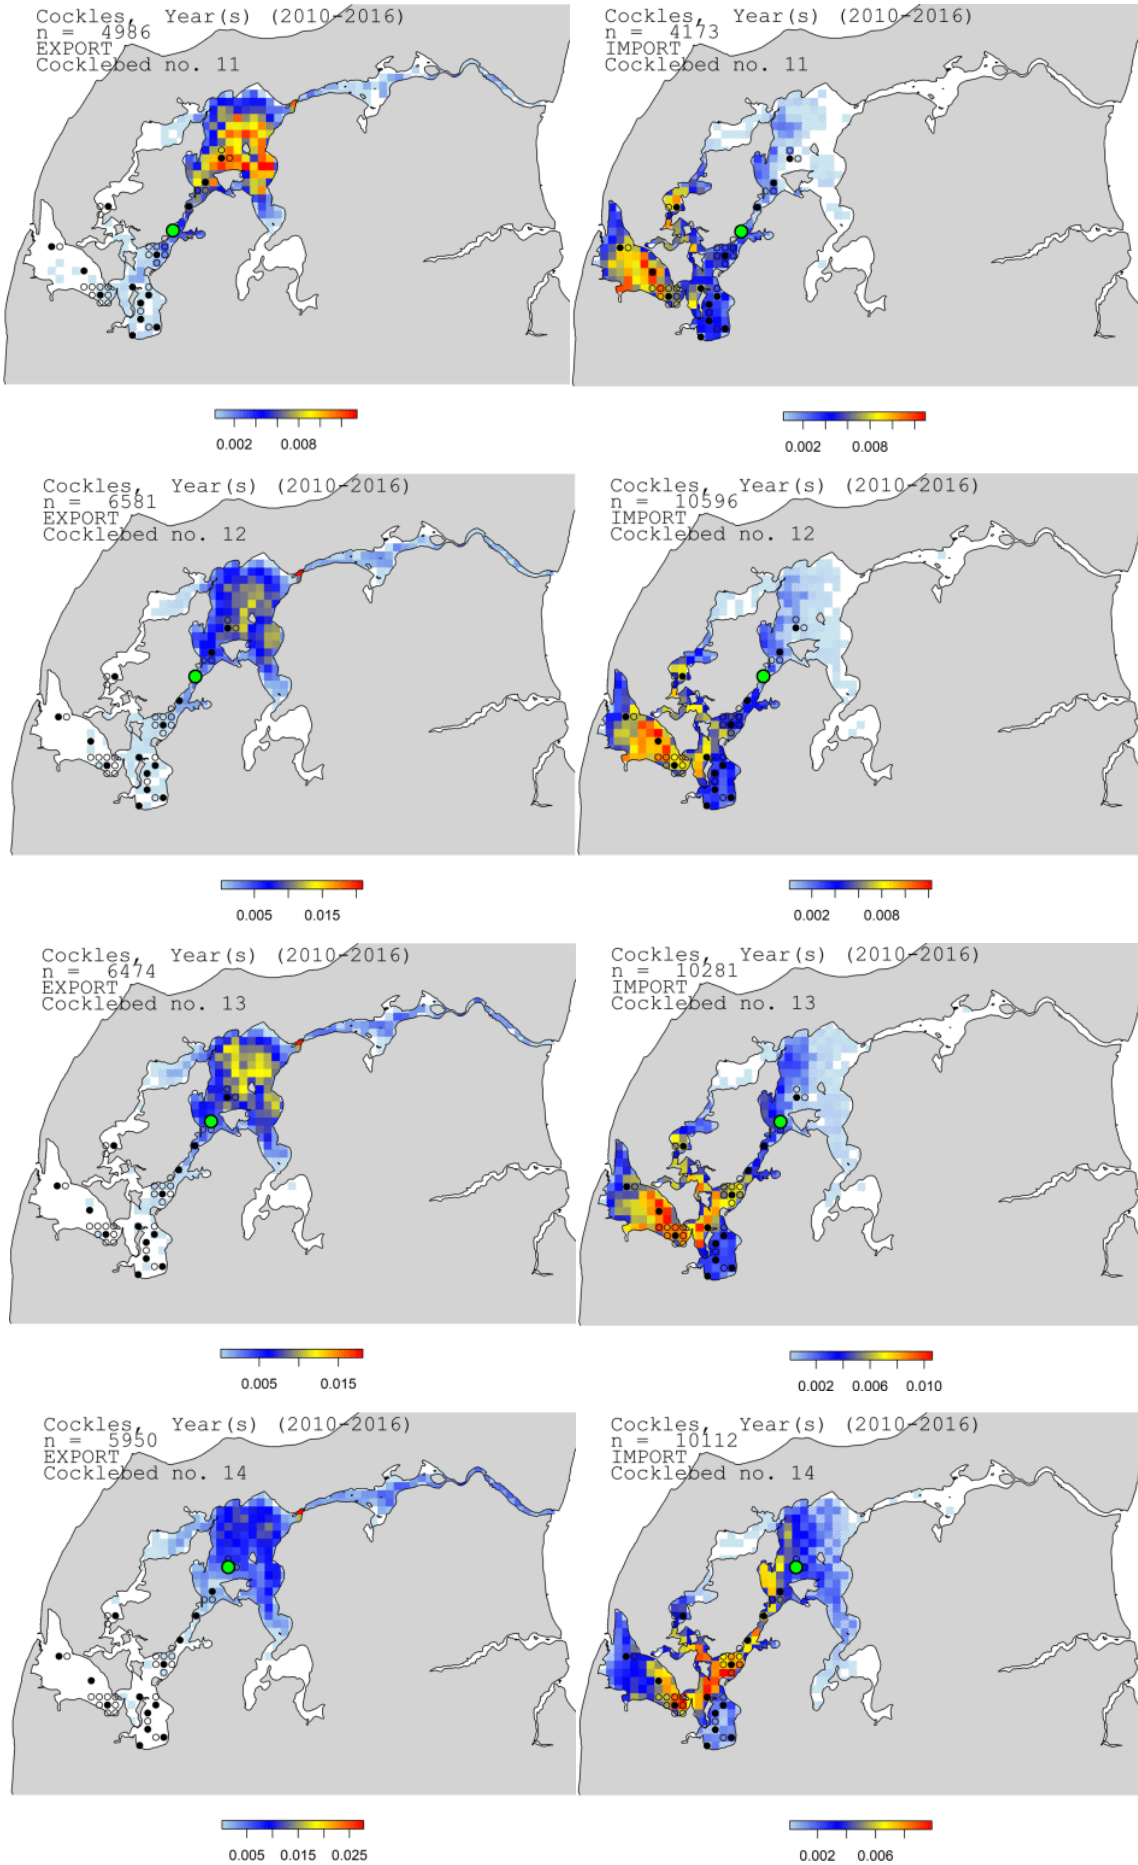 Cockles, Year(s) (2010-2016)
n = 4986
EXPORT
Cocklebed no. 11
0.002 0.008
Cockles, Year(s) (2010-2016)
n = 4173
IMPORT
Cocklebed no. 11
0.002 0.008
Cockles, Year(s) (2010-2016)
n = 6581
EXPORT
Cocklebed no. 12
0.005 0.015
Cockles, Year(s) (2010-2016)
n = 10596
IMPORT
Cocklebed no. 12
0.002 0.008
Cockles, Year(s) (2010-2016)
n = 6474
EXPORT
Cocklebed no. 13
0.005 0.015
Cockles, Year(s) (2010-2016)
n = 10281
IMPORT
Cocklebed no. 13
0.002 0.006 0.010
Cockles, Year(s) (2010-2016)
n = 5950
EXPORT
Cocklebed no. 14
0.005 0.015 0.025
Cockles, Year(s) (2010-2016)
n = 10112
IMPORT
Cocklebed no. 14
0.002 0.006